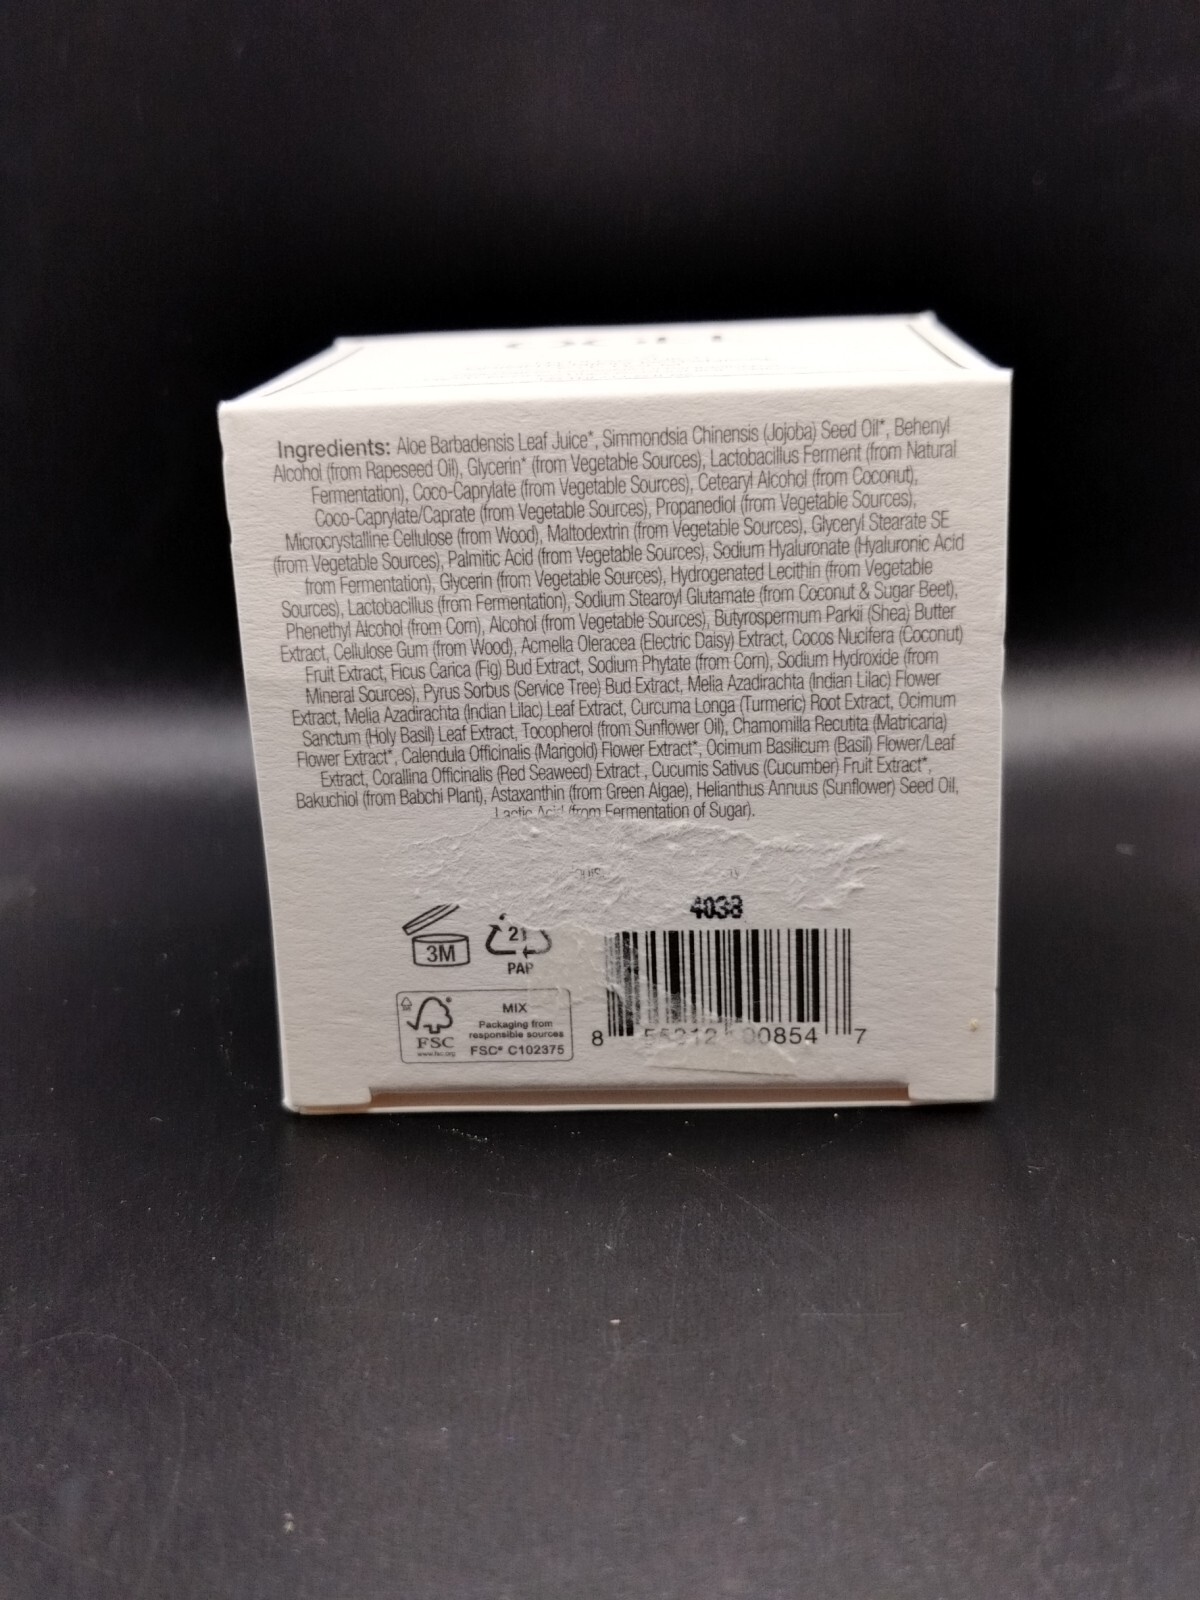 Ingredients: Aloe Barbadensis Leaf Juice*, Simmondsia Chinensis (Jojoba) Seed Oil*, Behenyl
Alcohol (from Rapeseed Oil), Glycerin* (from Vegetable Sources), Lactobacillus Ferment (from Natural
Fermentation), Coco-Caprylate (from Vegetable Sources), Cetearyl Alcohol (from Coconut),
Coco-Caprylate/Caprate (from Vegetable Sources), Propanediol (from Vegetable Sources),
Microcrystalline Cellulose (from Wood), Maltodextrin (from Vegetable Sources), Glyceryl Stearate SE
(from Vegetable Sources), Palmitic Acid (from Vegetable Sources), Sodium Hyaluronate (Hyaluronic Acid
from Fermentation), Glycerin (from Vegetable Sources), Hydrogenated Lecithin (from Vegetable
Sources), Lactobacillus (from Fermentation), Sodium Stearoyl Glutamate (from Coconut & Sugar Beet),
Phenethyl Alcohol (from Corn), Alcohol (from Vegetable Sources), Butyrospermum Parkii (Shea) Butter
Extract, Cellulose Gum (from Wood), Acmella Oleracea (Electric Daisy) Extract, Cocos Nucifera (Coconut)
Fruit Extract, Ficus Carica (Fig) Bud Extract, Sodium Phytate (from Corn), Sodium Hydroxide (from
Mineral Sources), Pyrus Sorbus (Service Tree) Bud Extract, Melia Azadirachta (Indian Lilac) Flower
Extract, Melia Azadirachta (Indian Lilac) Leaf Extract, Curcuma Longa (Turmeric) Root Extract, Ocimum
Sanctum (Holy Basil) Leaf Extract, Tocopherol (from Sunflower Oil), Chamomilla Recutita (Matricaria)
Flower Extract*, Calendula Officinalis (Marigold) Flower Extract*, Ocimum Basilicum (Basil) Flower/Leaf
Extract, Corallina Officinalis (Red Seaweed) Extract , Cucumis Sativus (Cucumber) Fruit Extract*,
Bakuchiol (from Babchi Plant), Astaxanthin (from Green Algae), Helianthus Annuus (Sunflower) Seed Oil,
Lactic Acid (from Fermentation of Sugar).
4038
3M
21
PAP
FSC
www.fsc.org
MIX
Packaging from
responsible sources
FSC® C102375
8 55212 00854 7